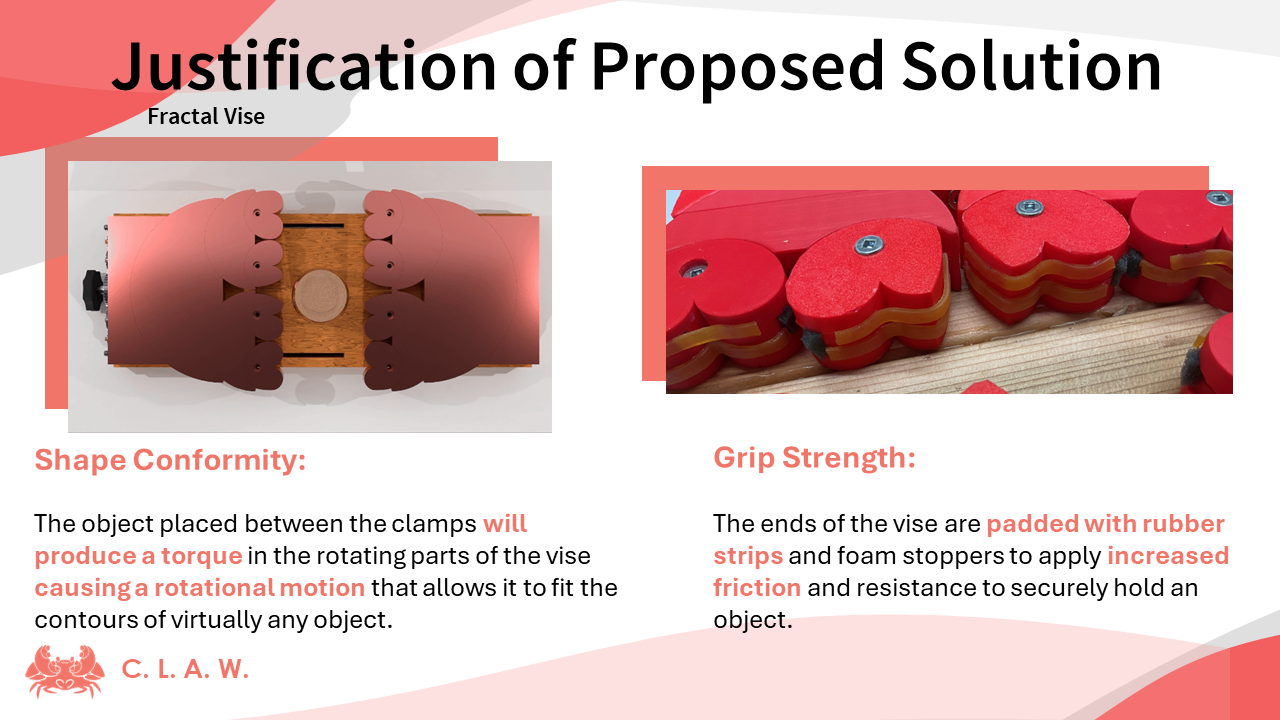 Justification of Proposed Solution
Fractal Vise
Shape Conformity:
The object placed between the clamps will
produce a torque in the rotating parts of the vise
causing a rotational motion that allows it to fit the
contours of virtually any object.
Grip Strength:
The ends of the vise are padded with rubber
strips and foam stoppers to apply increased
friction and resistance to securely hold an
object.
C. L. A. W.